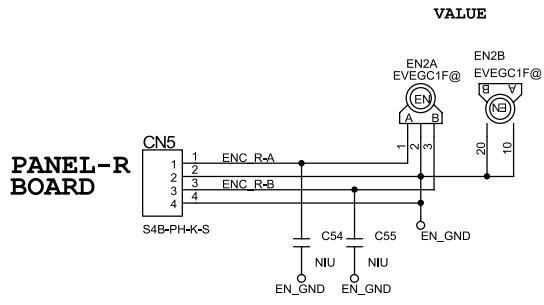 VALUE
EN2A
EVEGC1F@
EN2B
EVEGC1F@
EN
A B
B A
EN
1 2 3
20 10
CN5
PANEL-R
BOARD
1 1 ENC_R-A
2 2
3 3 ENC_R-B
4 4
S4B-PH-K-S
C54 C55
EN_GND
NIU NIU
EN_GND EN_GND